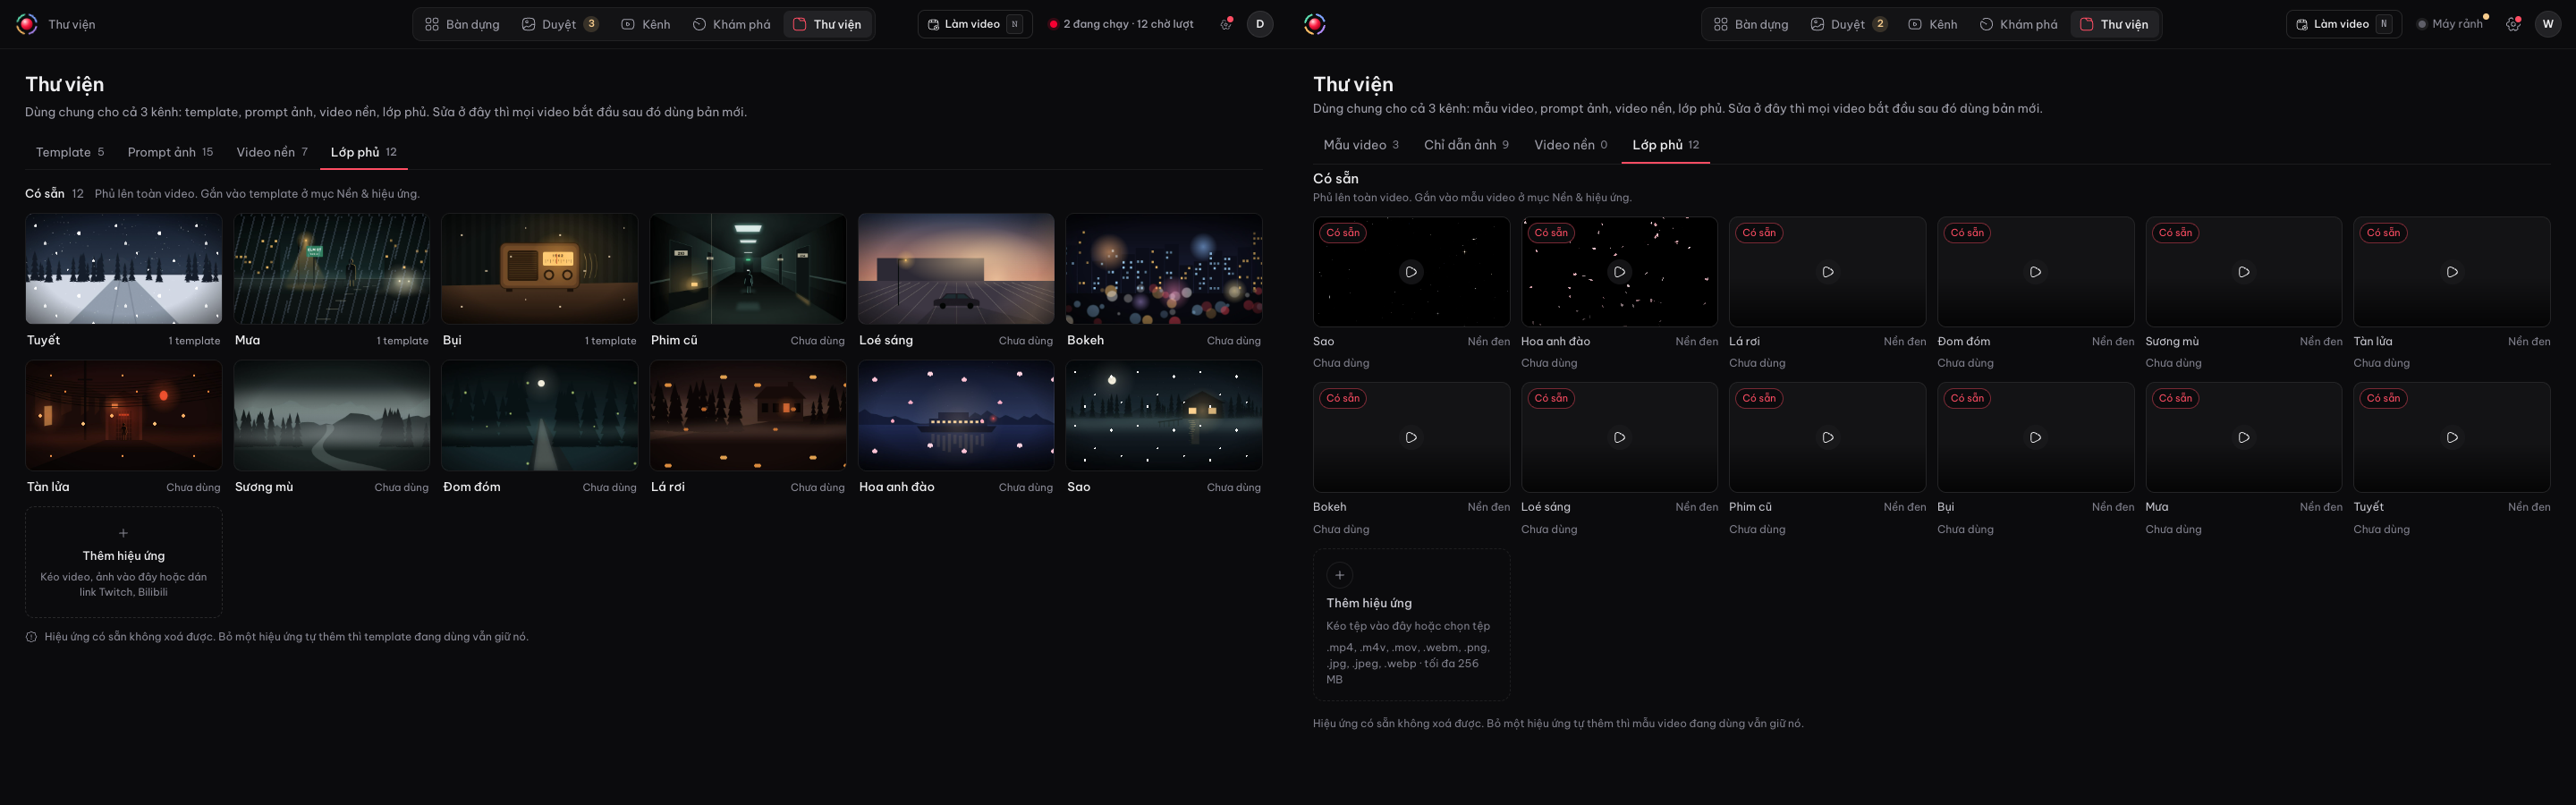 Thư viện
Bàn dựng
Duyệt 3
Kênh
Khám phá
Thư viện
Làm video N
2 đang chạy · 12 chờ lượt
D
Thư viện
Dùng chung cho cả 3 kênh: template, prompt ảnh, video nền, lớp phủ. Sửa ở đây thì mọi video bắt đầu sau đó dùng bản mới.
Template 5
Prompt ảnh 15
Video nền 7
Lớp phủ 12
Có sẵn 12 Phủ lên toàn video. Gắn vào template ở mục Nền & hiệu ứng.
Tuyết 1 template
Mưa 1 template
Bụi 1 template
Phim cũ Chưa dùng
Loé sáng Chưa dùng
Bokeh Chưa dùng
Tàn lửa Chưa dùng
Sương mù Chưa dùng
Đom đóm Chưa dùng
Lá rơi Chưa dùng
Hoa anh đào Chưa dùng
Sao Chưa dùng
Thêm hiệu ứng
Kéo video, ảnh vào đây hoặc dán
link Twitch, Bilibili
Hiệu ứng có sẵn không xoá được. Bỏ một hiệu ứng tự thêm thì template đang dùng vẫn giữ nó.
Bàn dựng
Duyệt 2
Kênh
Khám phá
Thư viện
Làm video N
Máy rảnh
W
Thư viện
Dùng chung cho cả 3 kênh: mẫu video, prompt ảnh, video nền, lớp phủ. Sửa ở đây thì mọi video bắt đầu sau đó dùng bản mới.
Mẫu video 3
Chỉ dẫn ảnh 9
Video nền 0
Lớp phủ 12
Có sẵn
Phủ lên toàn video. Gắn vào mẫu video ở mục Nền & hiệu ứng.
Có sẵn
Có sẵn
Có sẵn
Có sẵn
Có sẵn
Có sẵn
Sao Nền đen
Hoa anh đào Nền đen
Lá rơi Nền đen
Đom đóm Nền đen
Sương mù Nền đen
Tàn lửa Nền đen
Chưa dùng
Chưa dùng
Chưa dùng
Chưa dùng
Chưa dùng
Chưa dùng
Có sẵn
Có sẵn
Có sẵn
Có sẵn
Có sẵn
Có sẵn
Bokeh Nền đen
Loé sáng Nền đen
Phim cũ Nền đen
Bụi Nền đen
Mưa Nền đen
Tuyết Nền đen
Chưa dùng
Chưa dùng
Chưa dùng
Chưa dùng
Chưa dùng
Chưa dùng
Thêm hiệu ứng
Kéo tệp vào đây hoặc chọn tệp
.mp4, .m4v, .mov, .webm, .png,
.jpg, .jpeg, .webp · tối đa 256
MB
Hiệu ứng có sẵn không xoá được. Bỏ một hiệu ứng tự thêm thì mẫu video đang dùng vẫn giữ nó.